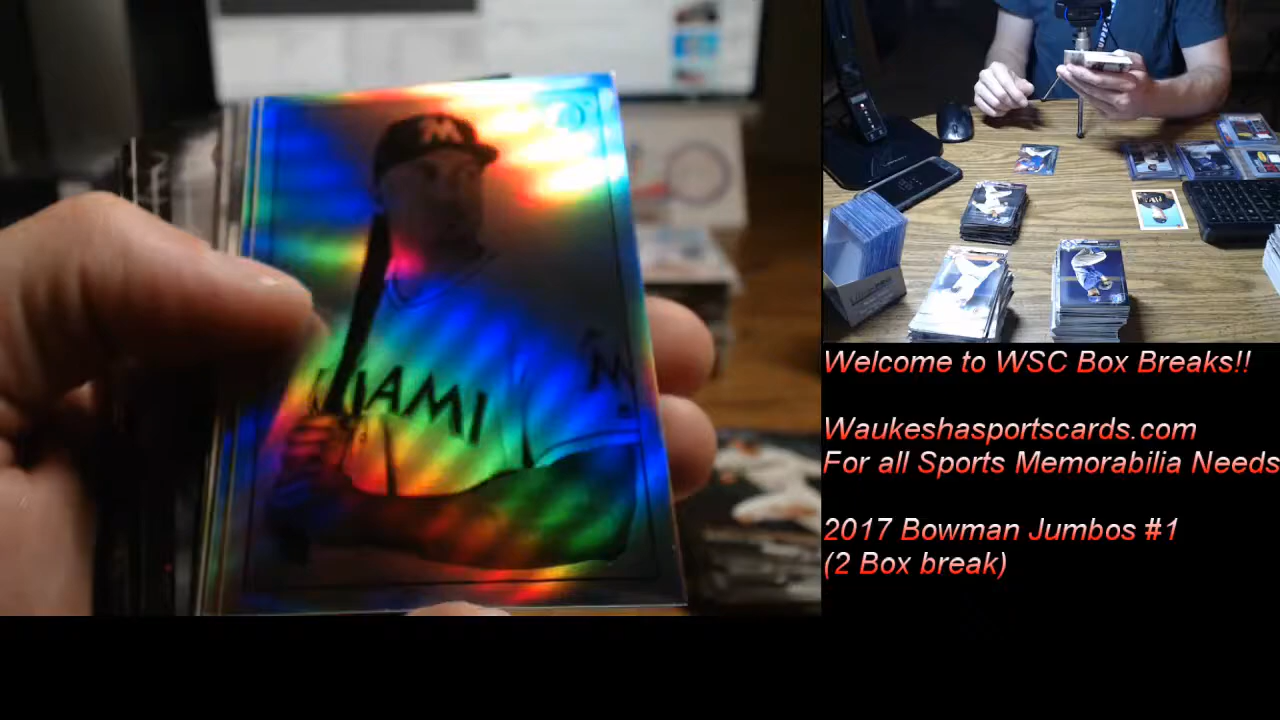 M
MIAMI
M
Welcome to WSC Box Breaks!!
Waukeshasportscards.com
For all Sports Memorabilia Needs
2017 Bowman Jumbos #1
(2 Box break)